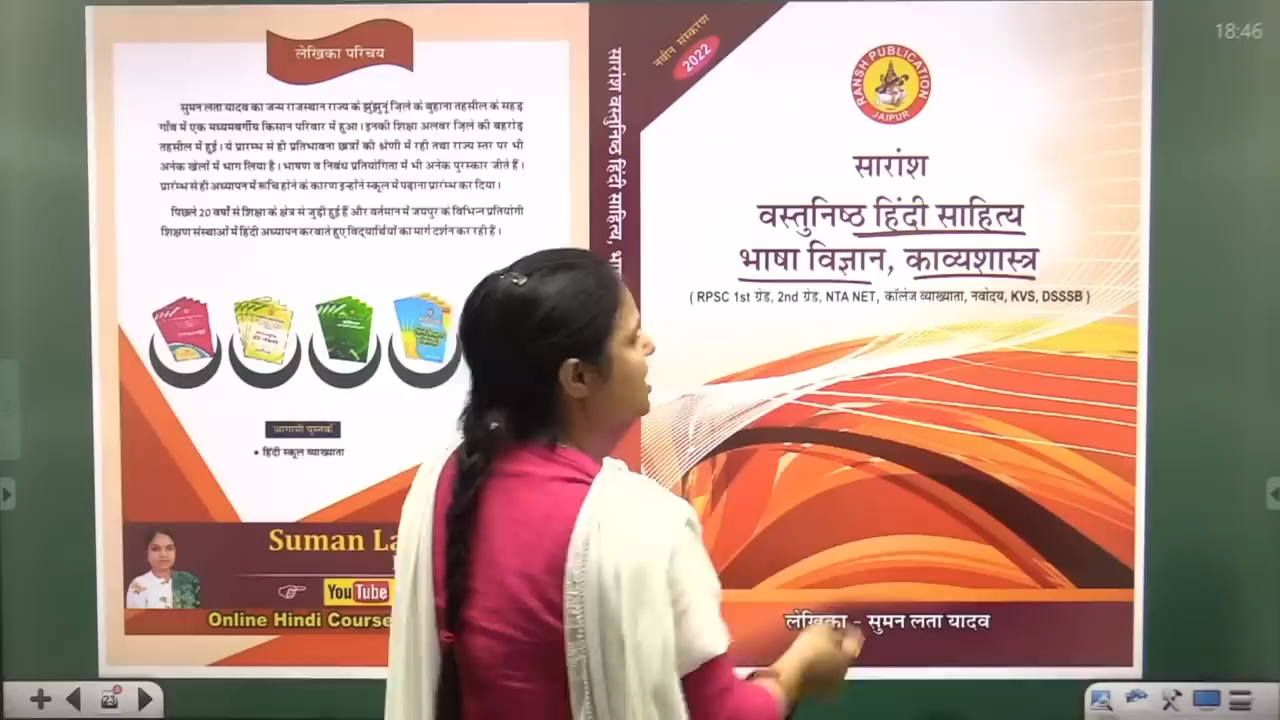 लेखिका परिचय
सुमन लता यादव का जन्म राजस्थान राज्य के झुंझुनूं ज़िले के बुहाना तहसील के सहड़
गाँव में एक मध्यमवर्गीय किसान परिवार में हुआ। इनकी शिक्षा अलवर ज़िले की बहरोड़
तहसील में हुई। ये प्रारम्भ से ही प्रतिभावना छात्रों की श्रेणी में रही तथा राज्य स्तर पर भी
अनेक खेलों में भाग लिया है। भाषण व निबंध प्रतियोगिता में भी अनेक पुरस्कार जीते हैं।
प्रारंम्भ से ही अध्यापन में रूचि होने के कारण इन्होंने स्कूल में पढ़ाना प्रारंम्भ कर दिया।
पिछले 20 वर्षों से शिक्षा के क्षेत्र से जुड़ी हुई हैं और वर्तमान में जयपुर के विभिन्न प्रतियोगी
शिक्षण संस्थाओं में हिंदी अध्यापन करवाते हुए विद्यार्थियों का मार्ग दर्शन कर रही हैं।
आगामी पुस्तकें
• हिंदी स्कूल व्याख्याता
Suman
YouTube
Online Hindi Course
सारांश वस्तुनिष्ठ हिंदी साहित्य,
नवीन संस्करण
2022
RANSH PUBLICATION
JAIPUR
सारांश
वस्तुनिष्ठ हिंदी साहित्य
भाषा विज्ञान, काव्यशास्त्र
( RPSC 1st ग्रेड, 2nd ग्रेड, NTA NET, कॉलेज व्याख्याता, नवोदय, KVS, DSSSB )
लेखिका - सुमन लता यादव
18:46
23